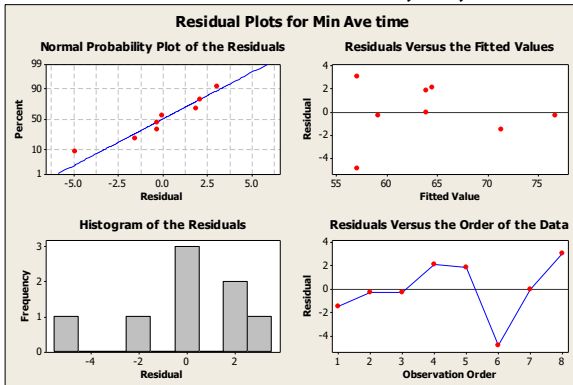 Residual Plots for Min Ave time
Normal Probability Plot of the Residuals
99
90
50
10
1
Percent
-5.0 -2.5 0.0 2.5 5.0
Residual
Residuals Versus the Fitted Values
4
2
0
-2
-4
Residual
55 60 65 70 75
Fitted Value
Histogram of the Residuals
3
2
1
0
Frequency
-4 -2 0 2
Residual
Residuals Versus the Order of the Data
4
2
0
-2
-4
Residual
1 2 3 4 5 6 7 8
Observation Order